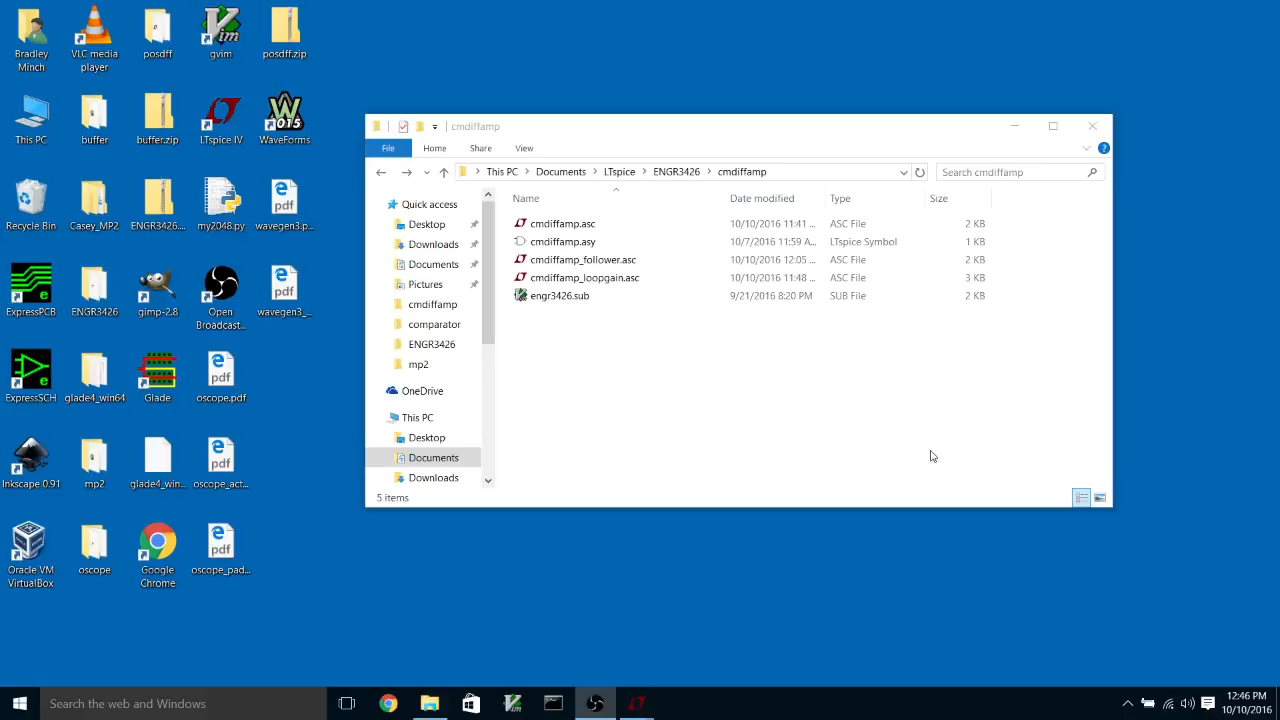 Bradley Minch
VLC media player
posdff
gvim
posdff.zip
This PC
buffer
buffer.zip
LTspice IV
WaveForms
Recycle Bin
Casey_MP2
ENGR3426....
my2048.py
wavegen3.p...
ExpressPCB
ENGR3426
gimp-2.8
Open Broadcast...
wavegen3_...
ExpressSCH
glade4_win64
Glade
oscope.pdf
Inkscape 0.91
mp2
glade4_win...
oscope_act...
Oracle VM VirtualBox
oscope
Google Chrome
oscope_pad...
cmdiffamp
File Home Share View
This PC Documents LTspice ENGR3426 cmdiffamp
Search cmdiffamp
Name Date modified Type Size
cmdiffamp.asc 10/10/2016 11:41 ... ASC File 2 KB
cmdiffamp.asy 10/7/2016 11:59 A... LTspice Symbol 1 KB
cmdiffamp_follower.asc 10/10/2016 12:05 ... ASC File 2 KB
cmdiffamp_loopgain.asc 10/10/2016 11:48 ... ASC File 3 KB
engr3426.sub 9/21/2016 8:20 PM SUB File 2 KB
Quick access
Desktop
Downloads
Documents
Pictures
cmdiffamp
comparator
ENGR3426
mp2
OneDrive
This PC
Desktop
Documents
Downloads
5 items
Search the web and Windows
12:46 PM
10/10/2016